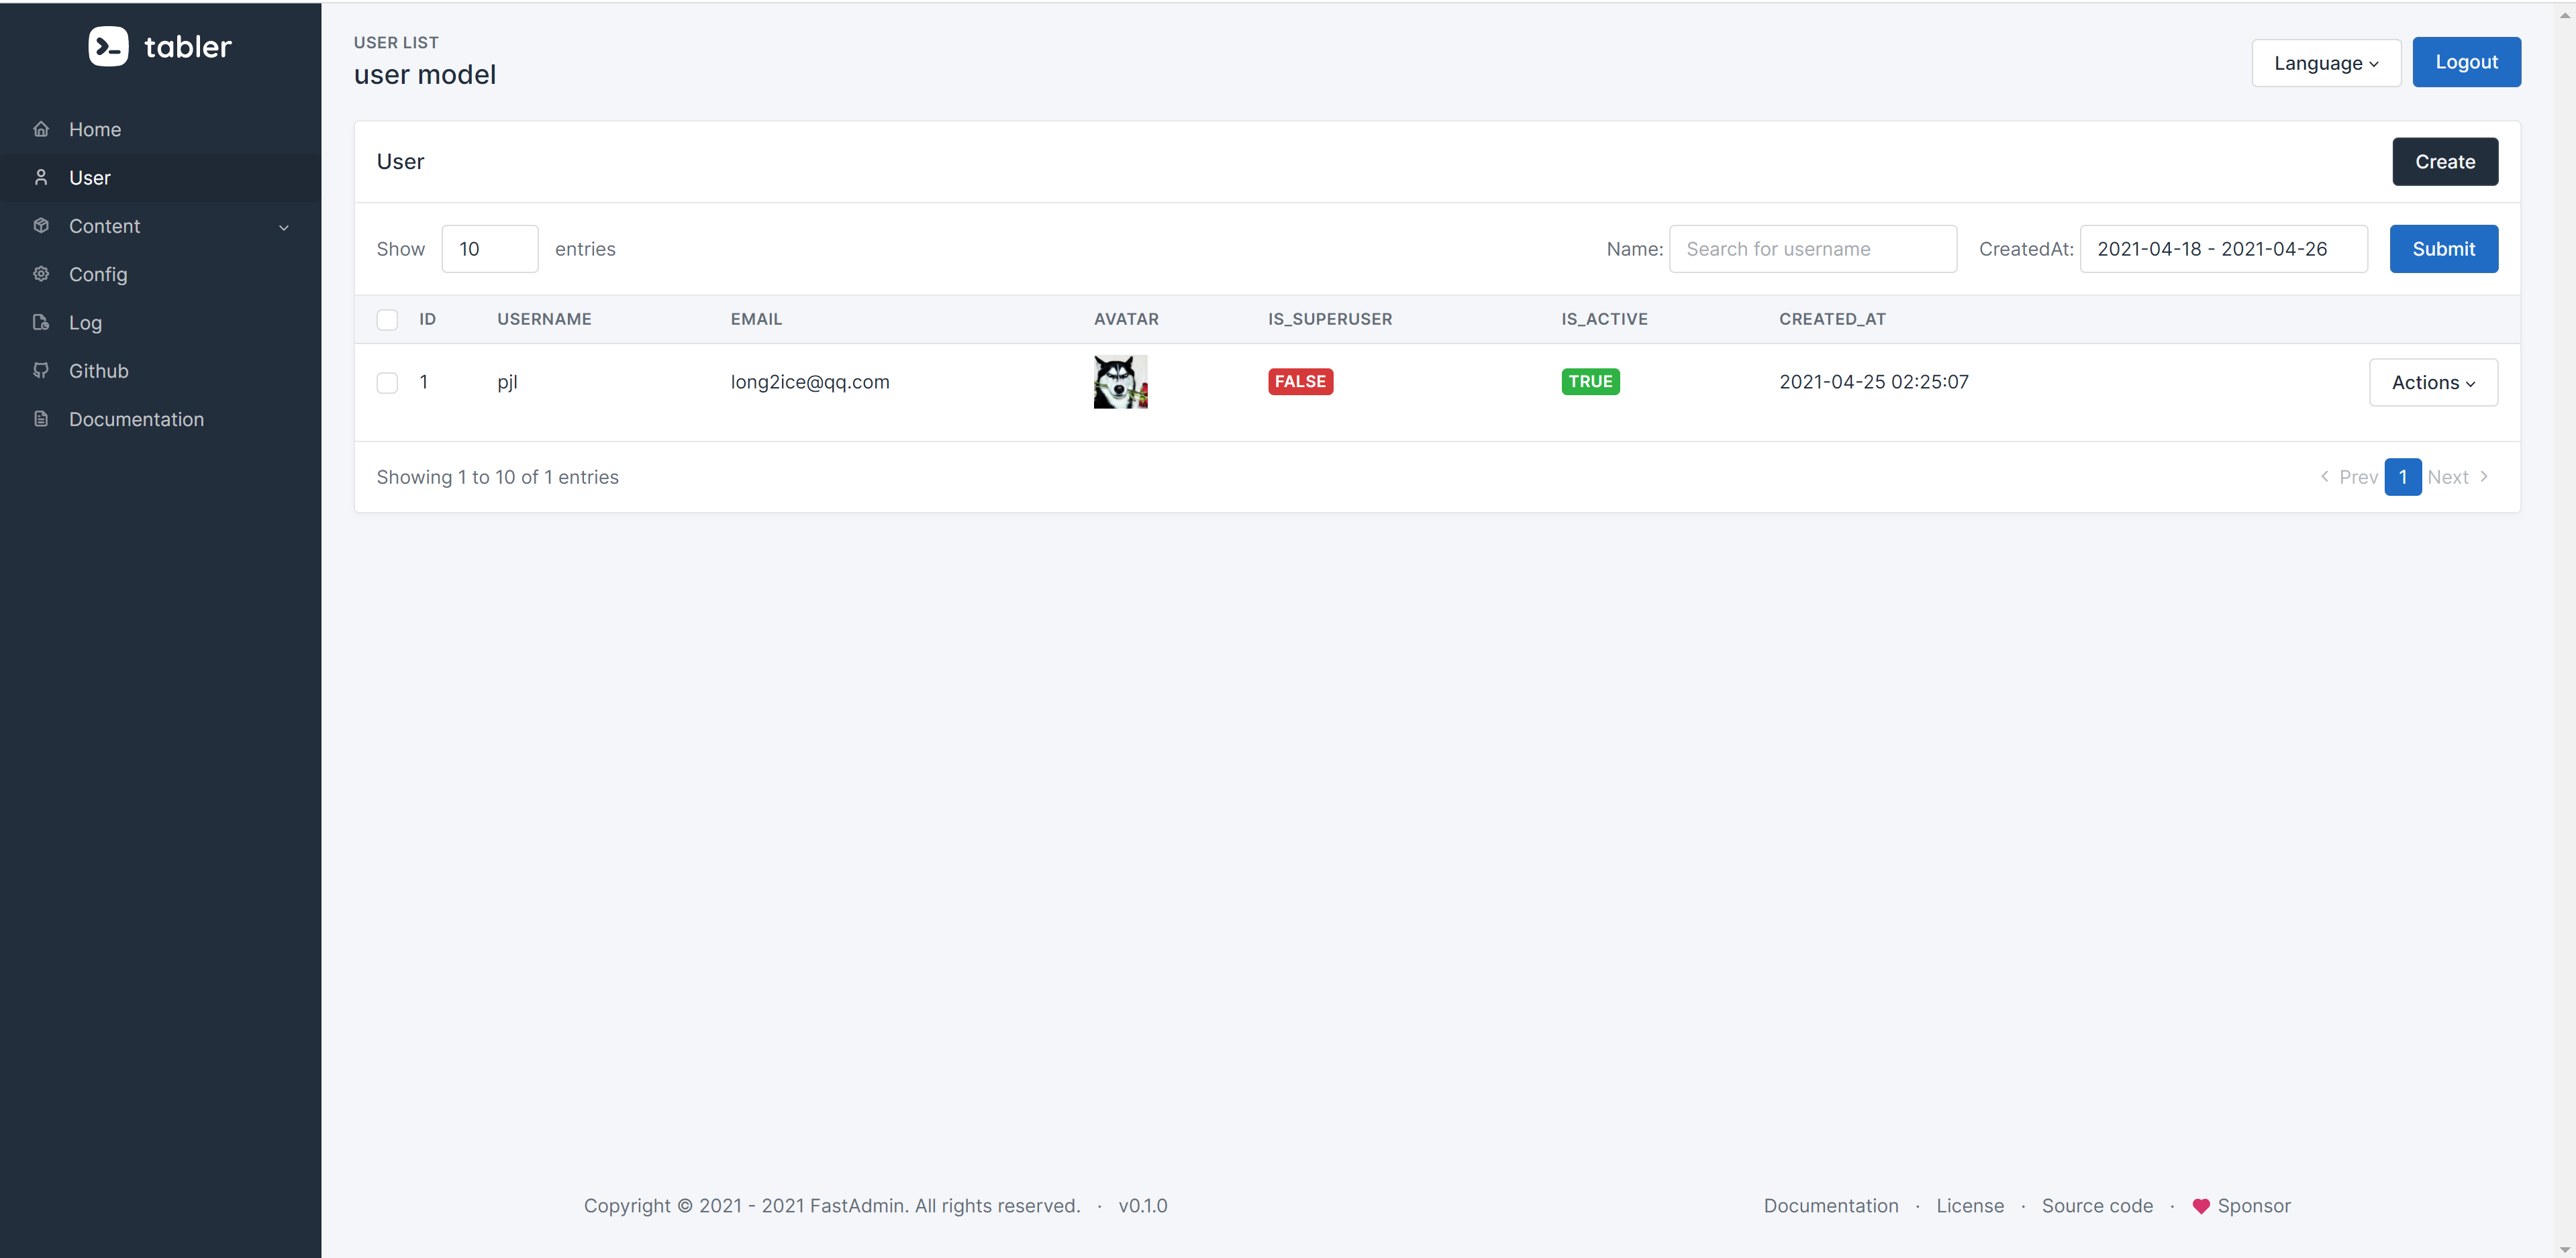 tabler
Home
User
Content
Config
Log
Github
Documentation
USER LIST
user model
Language
Logout
User
Create
Show 10 entries
Name: Search for username CreatedAt: 2021-04-18 - 2021-04-26 Submit
ID USERNAME EMAIL AVATAR IS_SUPERUSER IS_ACTIVE CREATED_AT
1 pjl long2ice@qq.com FALSE TRUE 2021-04-25 02:25:07 Actions
Showing 1 to 10 of 1 entries
Prev 1 Next
Copyright © 2021 - 2021 FastAdmin. All rights reserved. · v0.1.0
Documentation · License · Source code · Sponsor